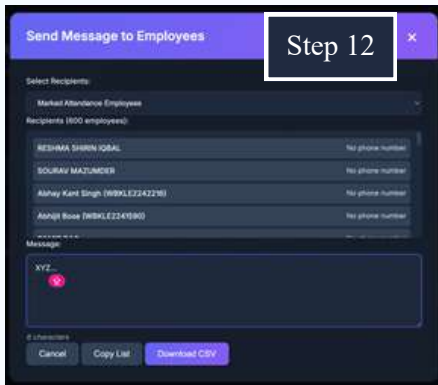 Send Message to Employees
Step 12
×
Select Recipients:
Marked Attendance Employees
Recipients (600 employees):
RESHMA SHIRIN IQBAL No phone number
SOURAV MAZUMDER No phone number
Abhay Kant Singh (WBKLE2242216) No phone number
Abhijit Bose (WBKLE2241590) No phone number
Message:
XYZ...
6 characters
Cancel Copy List Download CSV